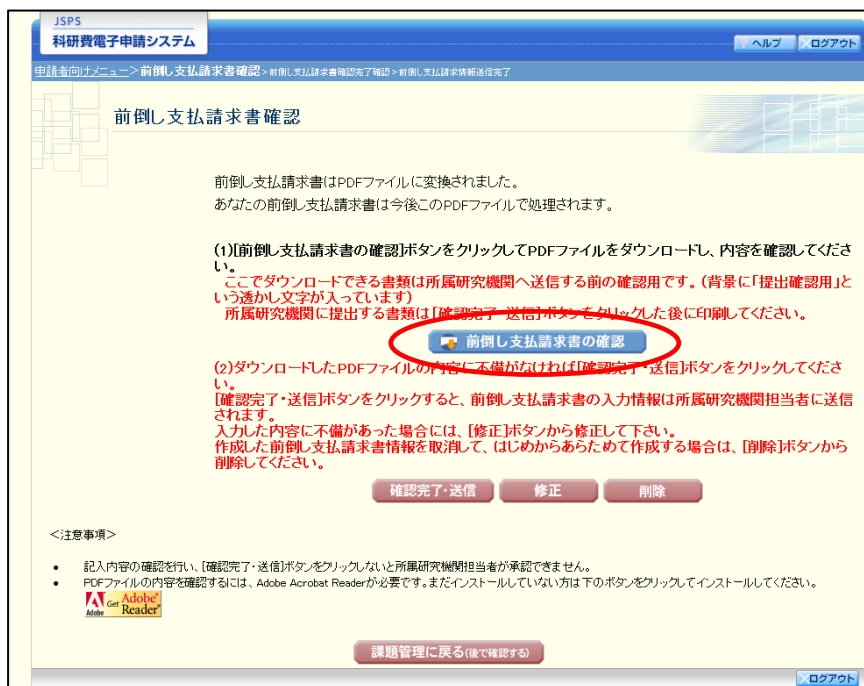 JSPS
科研費電子申請システム
? ヘルプ
ログアウト
申請者向けメニュー>前倒し支払請求書確認>前倒し支払請求書確認完了確認>前倒し支払請求情報送信完了
前倒し支払請求書確認
前倒し支払請求書はPDFファイルに変換されました。
あなたの前倒し支払請求書は今後このPDFファイルで処理されます。
(1)[前倒し支払請求書の確認]ボタンをクリックしてPDFファイルをダウンロードし、内容を確認してくださ
い。
ここでダウンロードできる書類は所属研究機関へ送信する前の確認用です。(背景に「提出確認用」と
いう透かし文字が入っています)
所属研究機関に提出する書類は[確認完了・送信]ボタンをクリックした後に印刷してください。
前倒し支払請求書の確認
(2)ダウンロードしたPDFファイルの内容に不備がなければ[確認完了・送信]ボタンをクリックしてくださ
い。
[確認完了・送信]ボタンをクリックすると、前倒し支払請求書の入力情報は所属研究機関担当者に送信
されます。
入力した内容に不備があった場合には、[修正]ボタンから修正して下さい。
作成した前倒し支払請求書情報を取消して、はじめからあらためて作成する場合は、[削除]ボタンから
削除してください。
確認完了・送信
修正
削除
<注意事項>
• 記入内容の確認を行い、[確認完了・送信]ボタンをクリックしないと所属研究機関担当者が承認できません。
• PDFファイルの内容を確認するには、Adobe Acrobat Readerが必要です。まだインストールしていない方は下のボタンをクリックしてインストールしてください。
Adobe Get Adobe® Reader®
課題管理に戻る(後で確認する)
ログアウト